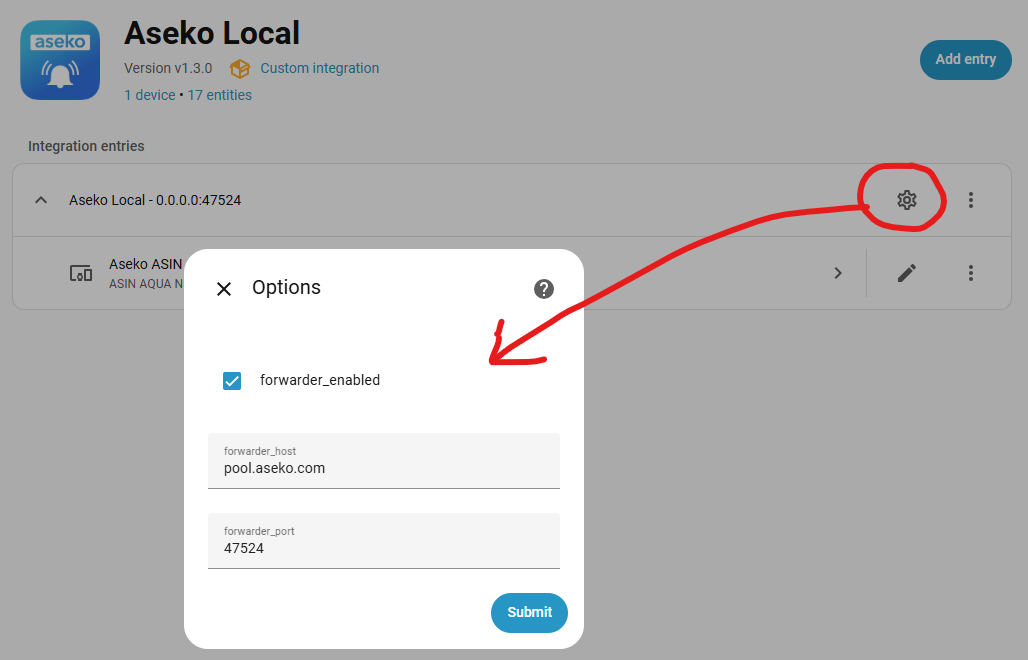 aseko
Aseko Local
Version v1.3.0 Custom integration
1 device • 17 entities
Add entry
Integration entries
Aseko Local - 0.0.0.0:47524
Aseko ASIN
ASIN AQUA N
Options
?
forwarder_enabled
forwarder_host
pool.aseko.com
forwarder_port
47524
Submit